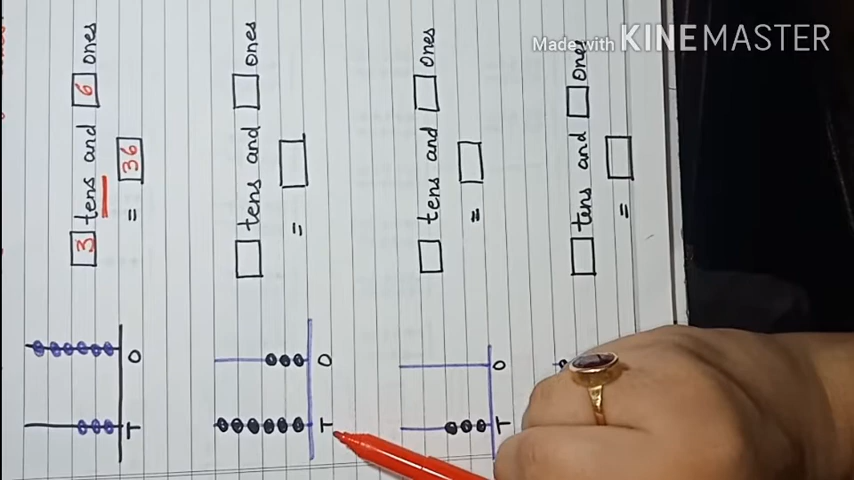 Made with KINEMASTER
3 tens and 6 ones
= 36
T O
tens and ones
=
T O
tens and ones
=
T O
tens and ones
=